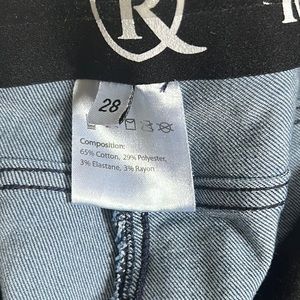 R
28
Composition:
65% Cotton, 29% Polyester,
3% Elastane, 3% Rayon